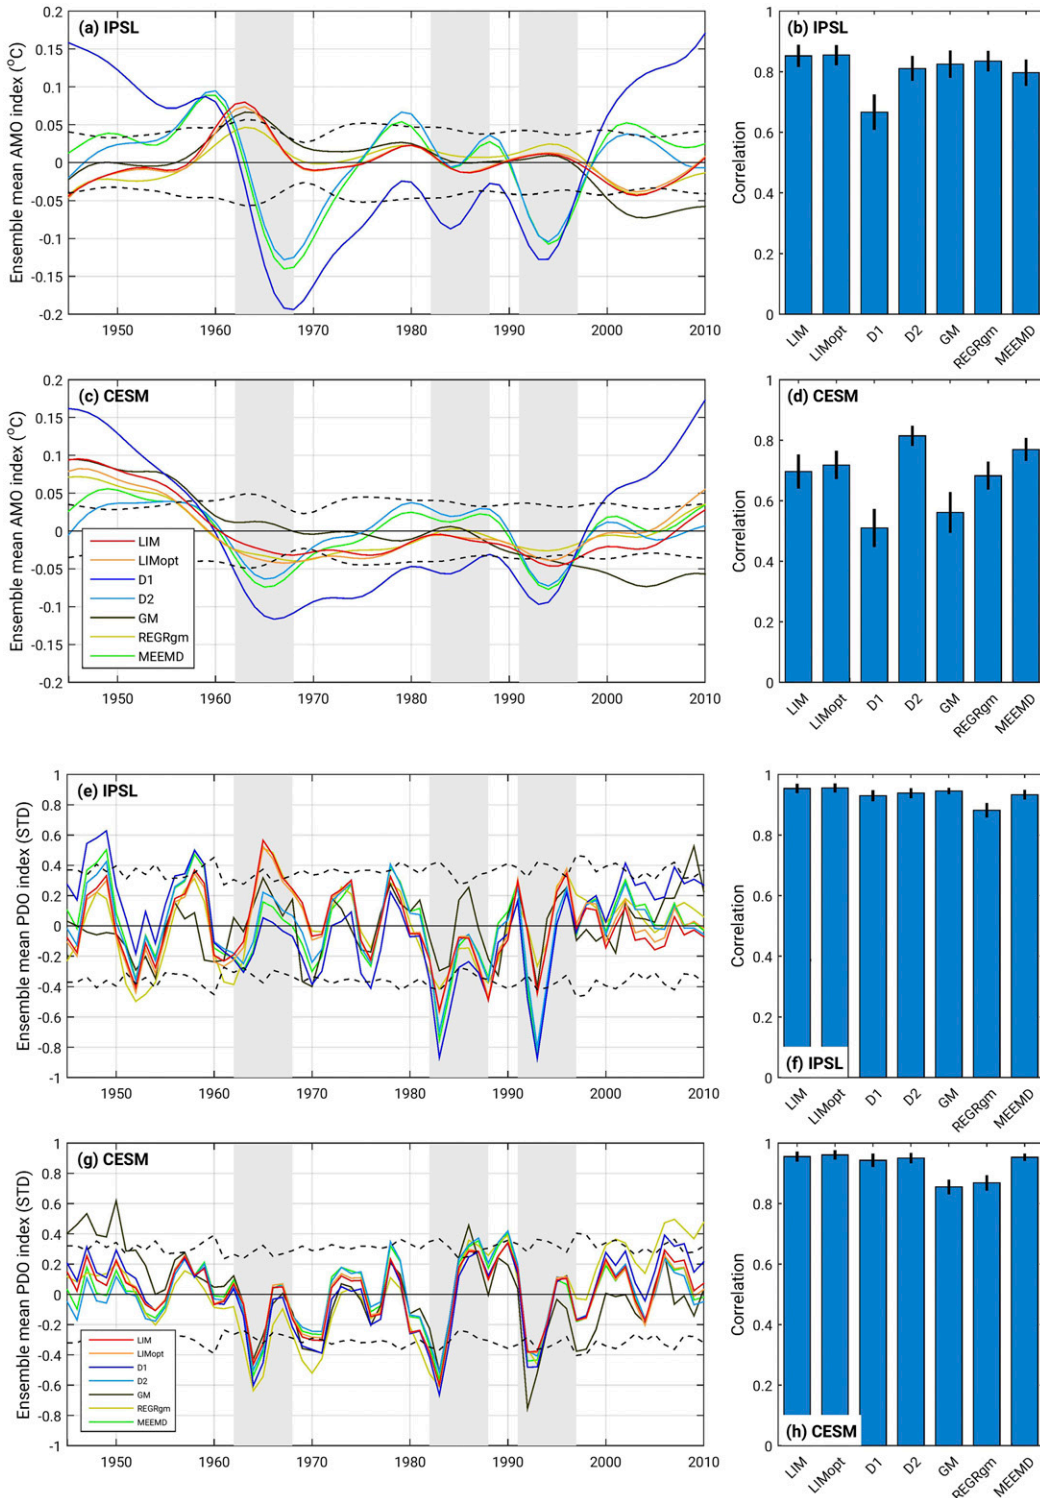 (a) IPSL
Ensemble mean AMO index (°C)
0.2
0.15
0.1
0.05
0
-0.05
-0.1
-0.15
-0.2
1950 1960 1970 1980 1990 2000 2010
(b) IPSL
Correlation
1
0.8
0.6
0.4
0.2
0
LIM LIMopt D1 D2 GM REGRgm MEEMD
(c) CESM
Ensemble mean AMO index (°C)
0.2
0.15
0.1
0.05
0
-0.05
-0.1
-0.15
-0.2
LIM
LIMopt
D1
D2
GM
REGRgm
MEEMD
1950 1960 1970 1980 1990 2000 2010
(d) CESM
Correlation
1
0.8
0.6
0.4
0.2
0
LIM LIMopt D1 D2 GM REGRgm MEEMD
(e) IPSL
Ensemble mean PDO index (STD)
1
0.8
0.6
0.4
0.2
0
-0.2
-0.4
-0.6
-0.8
-1
1950 1960 1970 1980 1990 2000 2010
Correlation
1
0.8
0.6
0.4
0.2
0
(f) IPSL
LIM LIMopt D1 D2 GM REGRgm MEEMD
(g) CESM
Ensemble mean PDO index (STD)
1
0.8
0.6
0.4
0.2
0
-0.2
-0.4
-0.6
-0.8
-1
LIM
LIMopt
D1
D2
GM
REGRgm
MEEMD
1950 1960 1970 1980 1990 2000 2010
Correlation
1
0.8
0.6
0.4
0.2
0
(h) CESM
LIM LIMopt D1 D2 GM REGRgm MEEMD